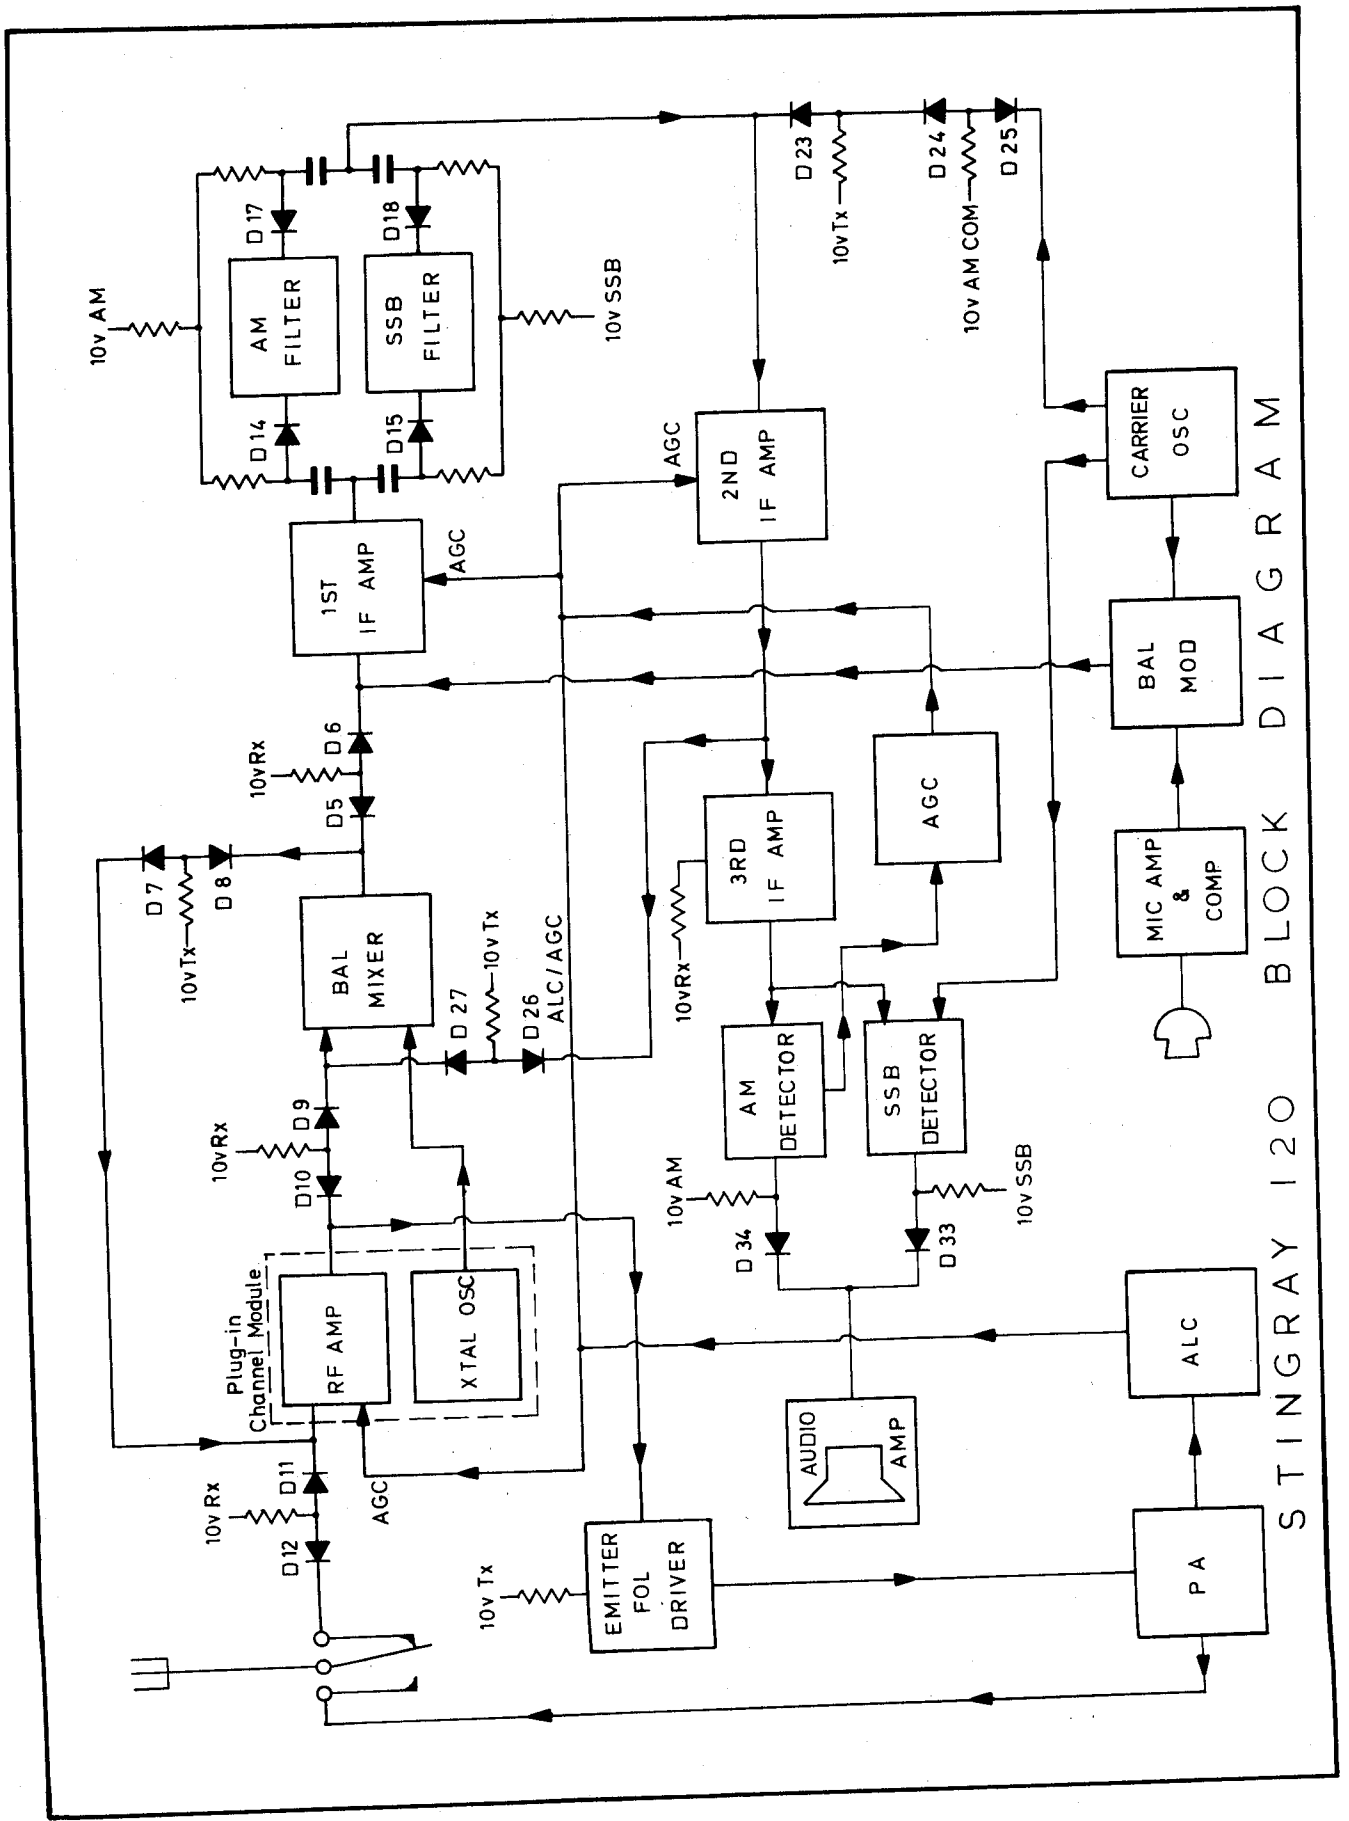 10v AM
D14
AM
FILTER
D17
D15
SSB
FILTER
D18
10v SSB
10vRx
D12
D11
Plug-in
Channel Module
RF AMP
XTAL OSC
AGC
10vRx
D10
D9
BAL
MIXER
10vTx
D7
D8
D5
D6
10vRx
1ST
IF AMP
AGC
D27
10vTx
D26
ALC/AGC
AGC
2ND
IF AMP
10vTx
D23
10v AM COM
D24
D25
10vRx
3RD
IF AMP
10v Tx
EMITTER
FOL
DRIVER
10v AM
D34
AM
DETECTOR
SSB
DETECTOR
D33
10v SSB
AUDIO
AMP
AGC
PA
ALC
MIC AMP
&
COMP
BAL
MOD
CARRIER
OSC
STINGRAY 120 BLOCK DIAGRAM